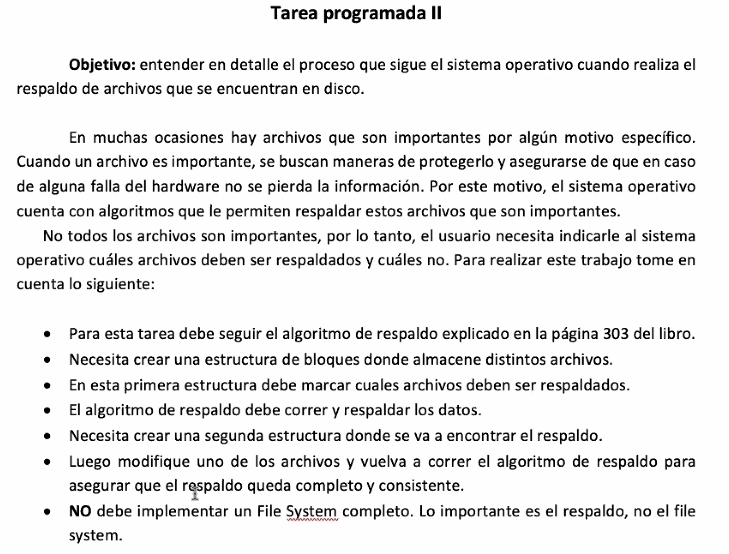 Tarea programada II
Objetivo: entender en detalle el proceso que sigue el sistema operativo cuando realiza el
respaldo de archivos que se encuentran en disco.
En muchas ocasiones hay archivos que son importantes por algún motivo específico.
Cuando un archivo es importante, se buscan maneras de protegerlo y asegurarse de que en caso
de alguna falla del hardware no se pierda la información. Por este motivo, el sistema operativo
cuenta con algoritmos que le permiten respaldar estos archivos que son importantes.
No todos los archivos son importantes, por lo tanto, el usuario necesita indicarle al sistema
operativo cuáles archivos deben ser respaldados y cuáles no. Para realizar este trabajo tome en
cuenta lo siguiente:
• Para esta tarea debe seguir el algoritmo de respaldo explicado en la página 303 del libro.
• Necesita crear una estructura de bloques donde almacene distintos archivos.
• En esta primera estructura debe marcar cuales archivos deben ser respaldados.
• El algoritmo de respaldo debe correr y respaldar los datos.
• Necesita crear una segunda estructura donde se va a encontrar el respaldo.
• Luego modifique uno de los archivos y vuelva a correr el algoritmo de respaldo para
asegurar que el respaldo queda completo y consistente.
• NO debe implementar un File System completo. Lo importante es el respaldo, no el file
system.